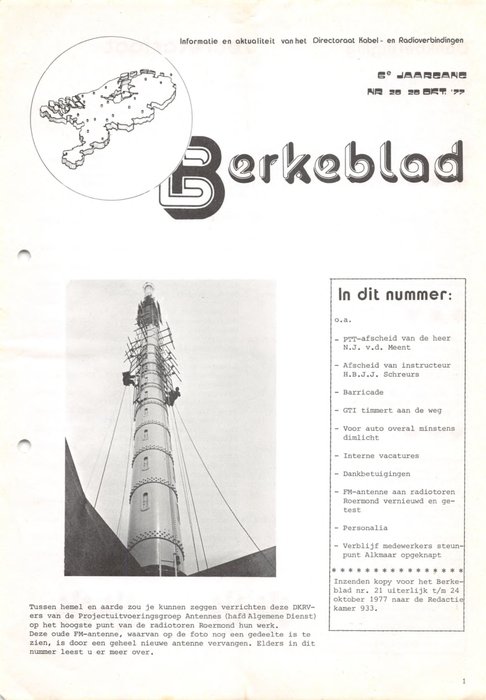 Informatie en aktualiteit van het Directoraat Kabel- en Radioverbindingen
6e JAARGANG
NR 28 28 OKT. '77
Berkeblad
In dit nummer:
o.a.
- PTT-afscheid van de heer
N.J. v.d. Meent
- Afscheid van instructeur
H.B.J.J. Schreurs
- Barricade
- GTI timmert aan de weg
- Voor auto overal minstens
dimlicht
- Interne vacatures
- Dankbetuigingen
- FM-antenne aan radiotoren
Roermond vernieuwd en ge-
test
- Personalia
- Verblijf medewerkers steun-
punt Alkmaar opgeknapt
* * * * * * * * * * * * * * * *
Inzenden kopy voor het Berke-
blad nr. 21 uiterlijk t/m 24
oktober 1977 naar de Redactie
kamer 933.
Tussen hemel en aarde zou je kunnen zeggen verrichten deze DKRV-
ers van de Projectuitvoeringsgroep Antennes (hafd Algemene Dienst)
op het hoogste punt van de radiotoren Roermond hun werk.
Deze oude FM-antenne, waarvan op de foto nog een gedeelte is te
zien, is door een geheel nieuwe antenne vervangen. Elders in dit
nummer leest u er meer over.
1